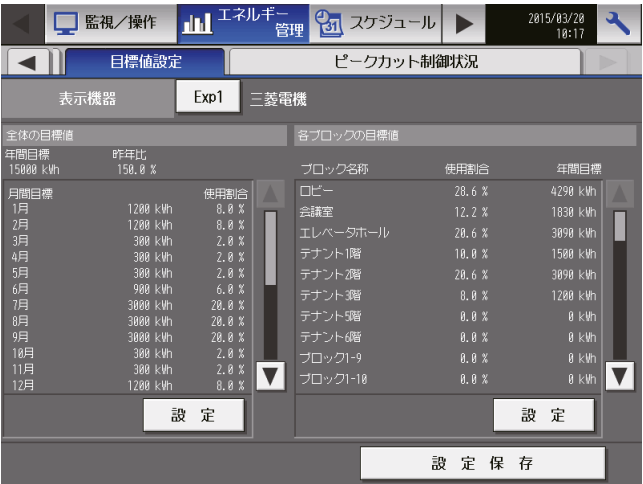 監視／操作
エネルギー
管理
31
スケジュール
2015/03/20
10:17
目標値設定
ピークカット制御状況
表示機器
Exp1
三菱電機
全体の目標値
年間目標 昨年比
15000 kWh 150.0 %
月間目標 使用割合
1月 1200 kWh 8.0 %
2月 1200 kWh 8.0 %
3月 300 kWh 2.0 %
4月 300 kWh 2.0 %
5月 300 kWh 2.0 %
6月 900 kWh 6.0 %
7月 3000 kWh 20.0 %
8月 3000 kWh 20.0 %
9月 3000 kWh 20.0 %
10月 300 kWh 2.0 %
11月 300 kWh 2.0 %
12月 1200 kWh 8.0 %
設 定
各ブロックの目標値
ブロック名称 使用割合 年間目標
ロビー 28.6 % 4290 kWh
会議室 12.2 % 1830 kWh
エレベータホール 20.6 % 3090 kWh
テナント1階 10.0 % 1500 kWh
テナント2階 20.6 % 3090 kWh
テナント3階 8.0 % 1200 kWh
テナント5階 0.0 % 0 kWh
テナント6階 0.0 % 0 kWh
ブロック1-9 0.0 % 0 kWh
ブロック1-10 0.0 % 0 kWh
設 定
設 定 保 存